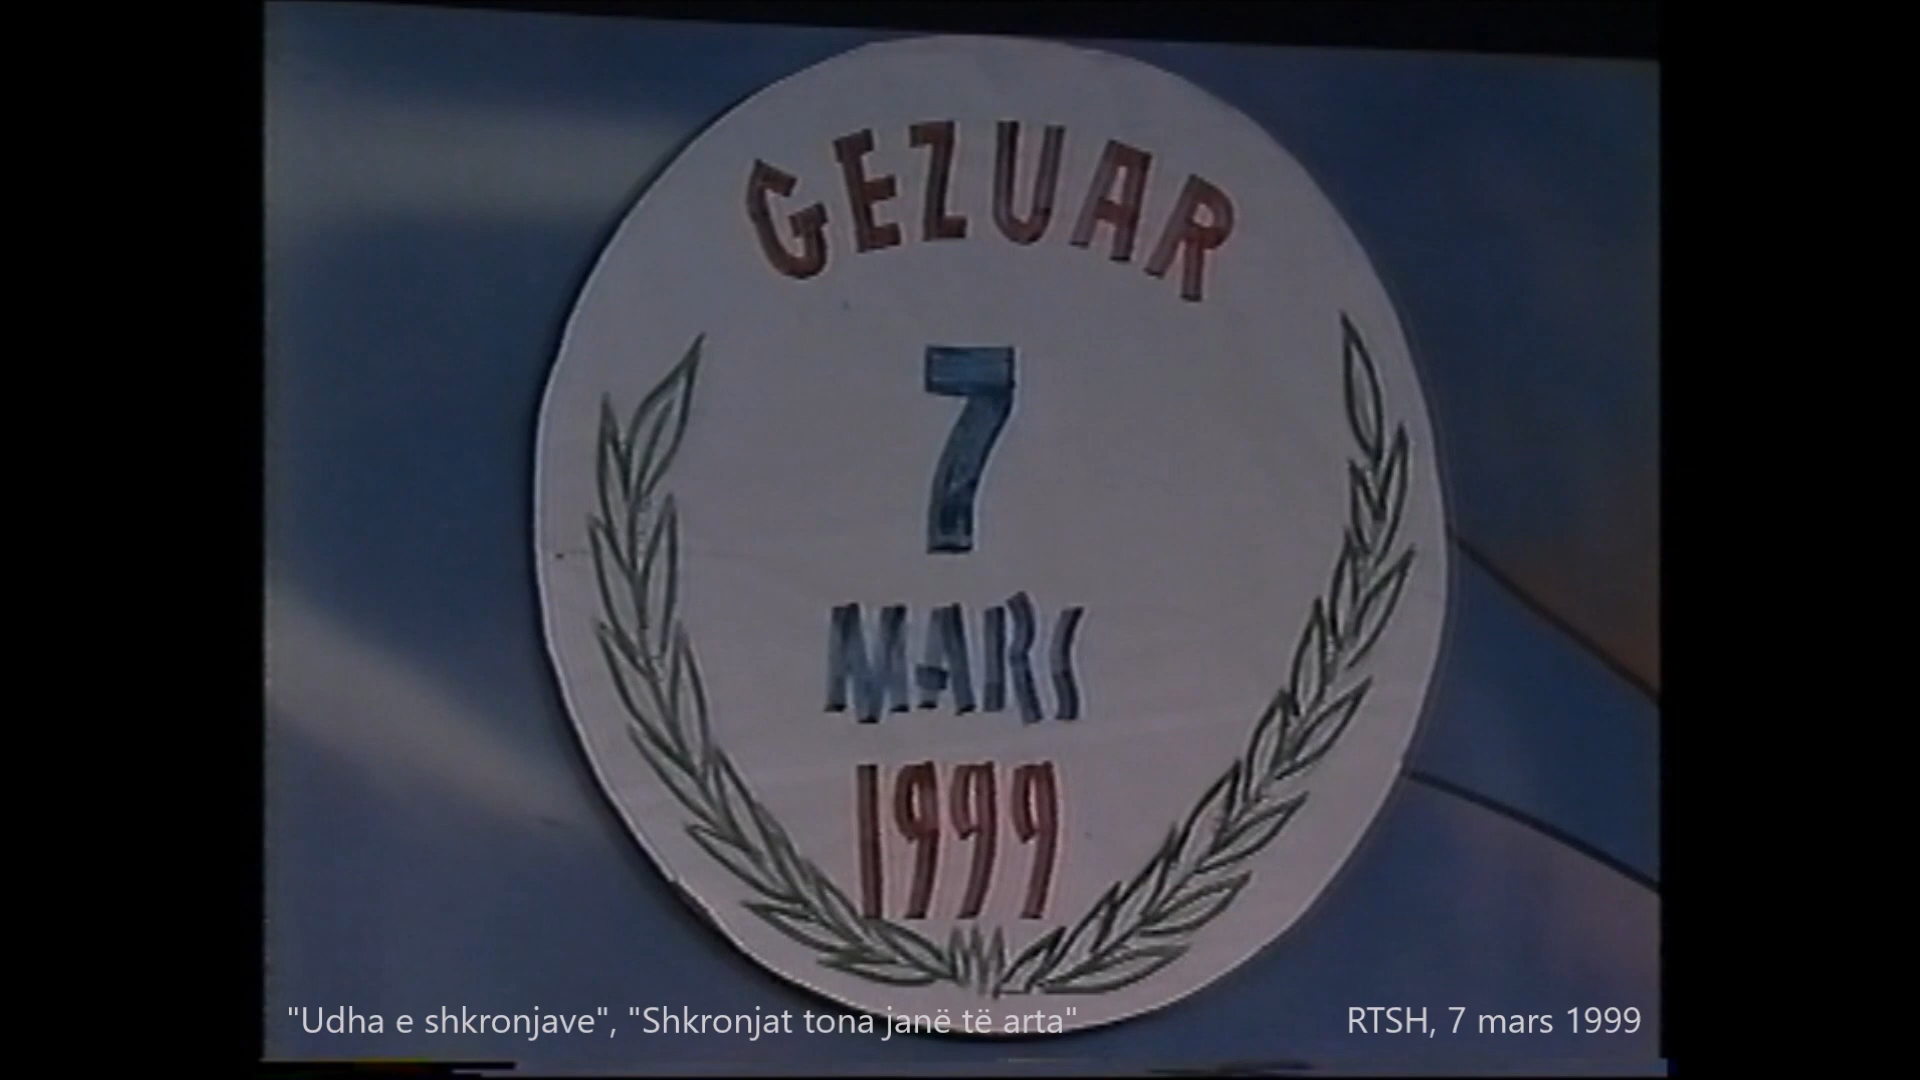 GEZUAR
7
MARS
1999
"Udha e shkronjave", "Shkronjat tona janë të arta"
RTSH, 7 mars 1999